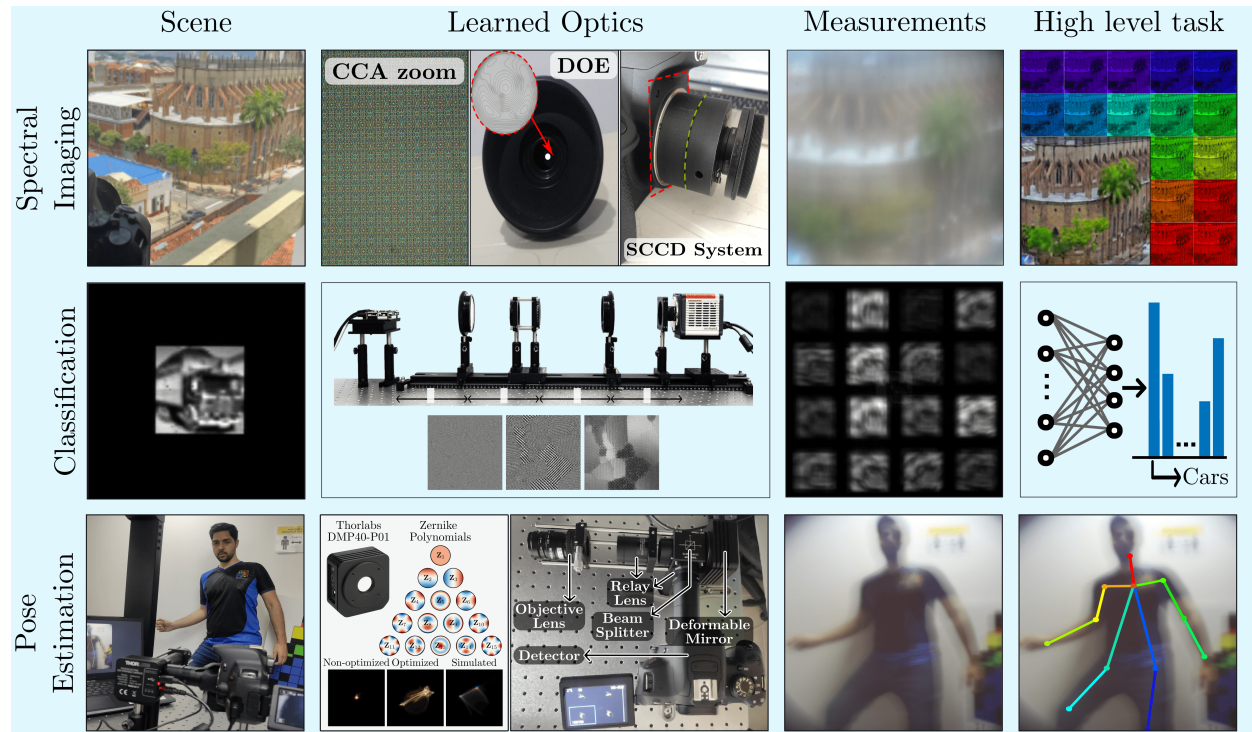 Scene
Learned Optics
Measurements
High level task
Spectral
Imaging
CCA zoom
DOE
SCCD System
Classification
Cars
Pose
Estimation
Thorlabs
DMP40-P01
Zernike
Polynomials
Non-optimized
Optimized
Simulated
Objective
Lens
Relay
Lens
Beam
Splitter
Deformable
Mirror
Detector